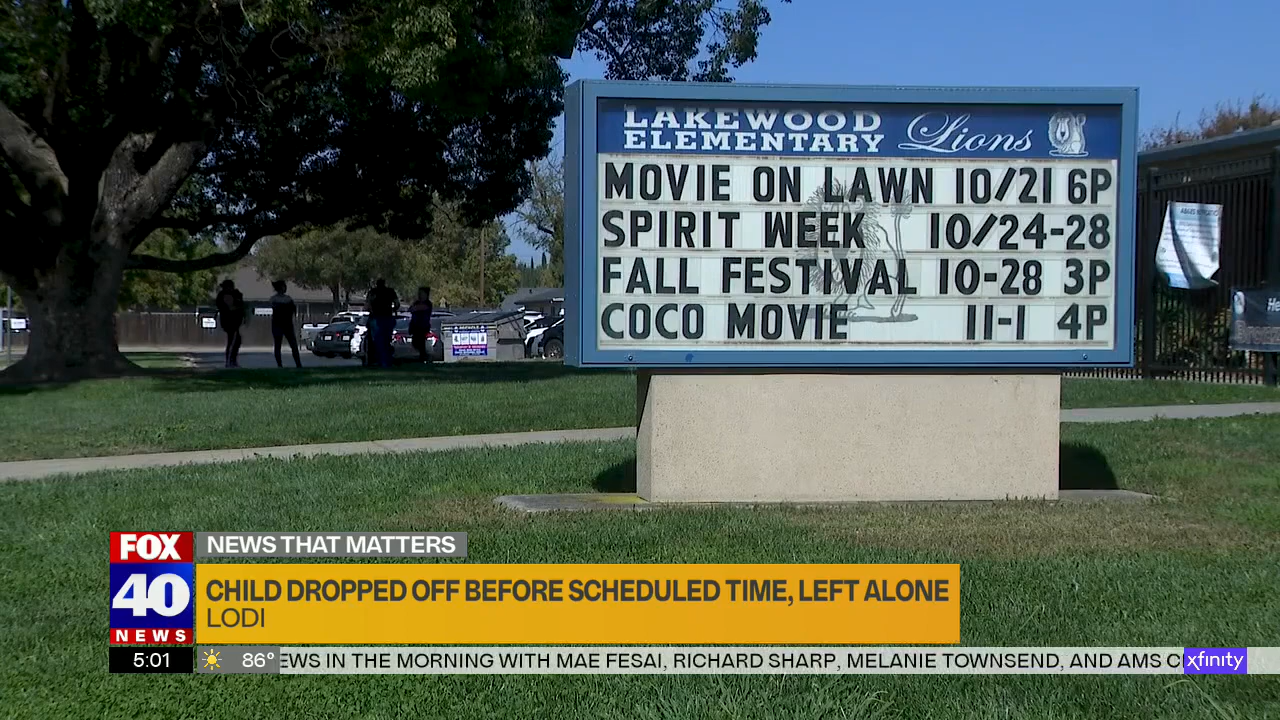 LAKEWOOD
ELEMENTARY Lions
MOVIE ON LAWN 10/21 6P
SPIRIT WEEK 10/24-28
FALL FESTIVAL 10-28 3P
COCO MOVIE 11-1 4P
FOX
40
NEWS
NEWS THAT MATTERS
CHILD DROPPED OFF BEFORE SCHEDULED TIME, LEFT ALONE
LODI
5:01 86° EWS IN THE MORNING WITH MAE FESAI, RICHARD SHARP, MELANIE TOWNSEND, AND AMS C xfinity